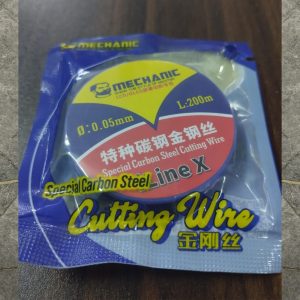 MECHANIC
Ø: 0.05mm
L:200m
特种碳钢金钢丝
Special Carbon Steel Cutting Wire
Line X
Special Carbon Steel
Cutting Wire
金刚丝